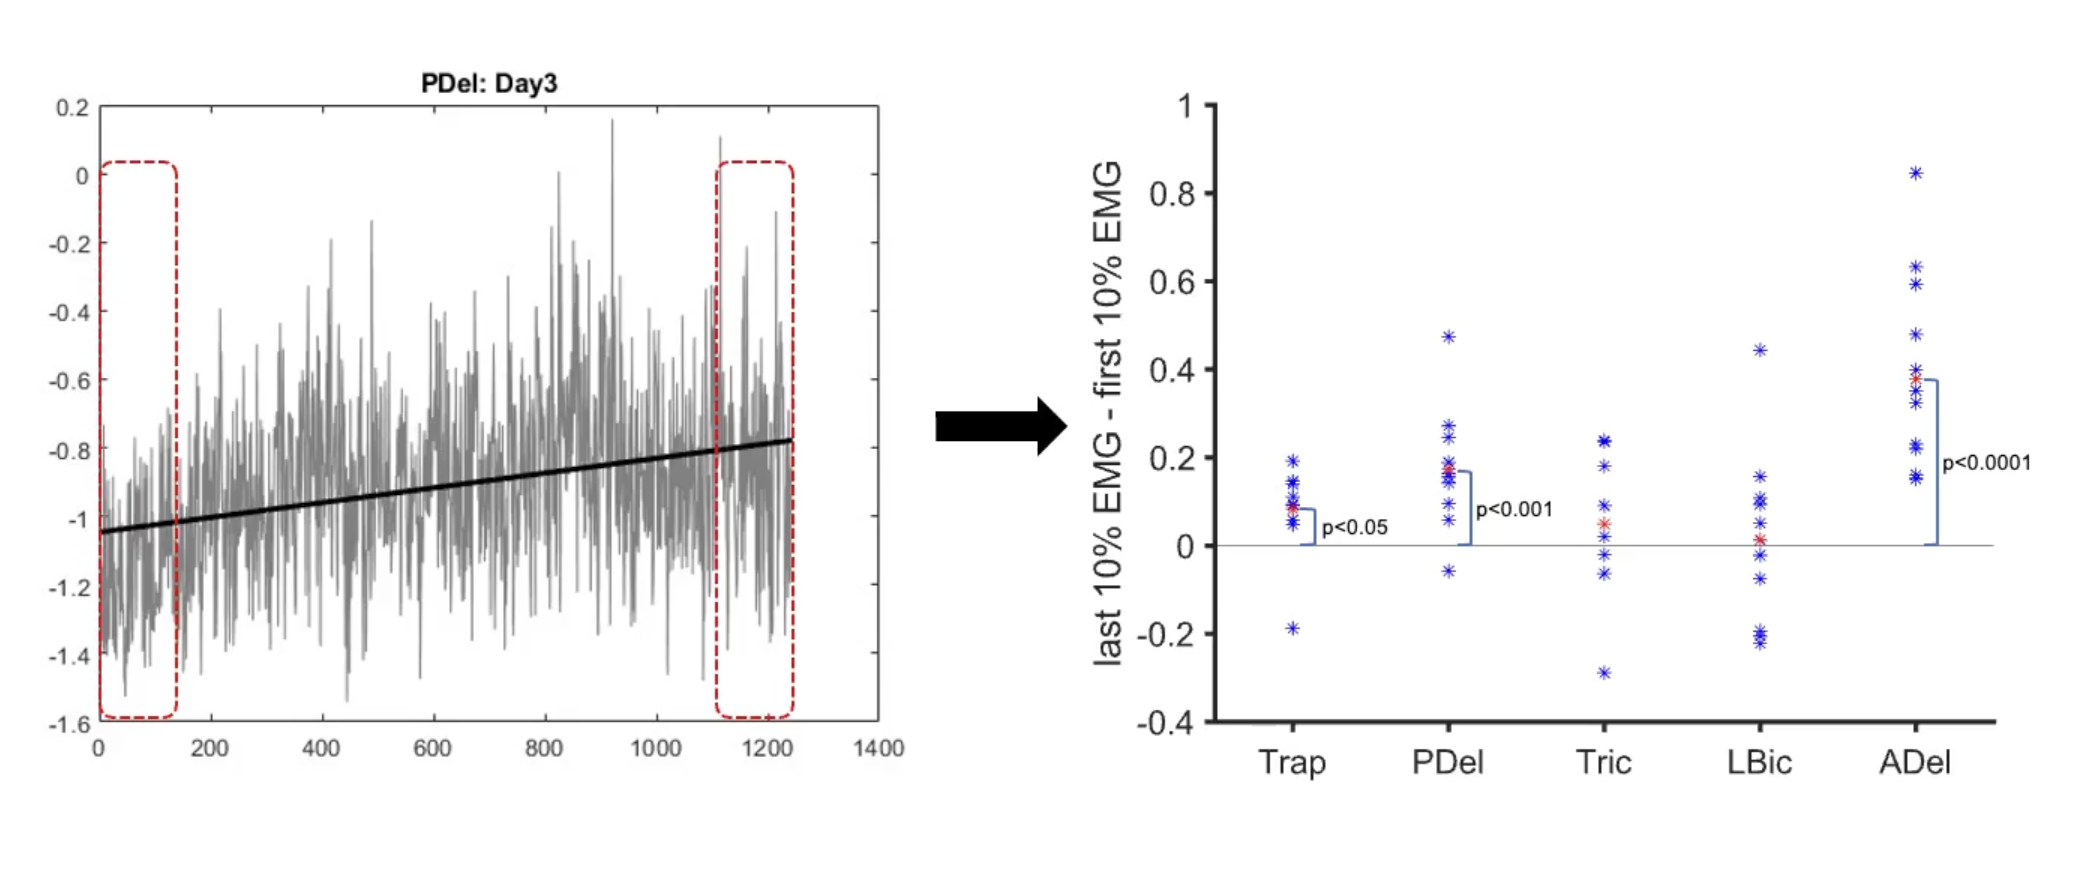 PDel: Day3
0.2
0
-0.2
-0.4
-0.6
-0.8
-1
-1.2
-1.4
-1.6
0 200 400 600 800 1000 1200 1400
last 10% EMG - first 10% EMG
1
0.8
0.6
0.4
0.2
0
-0.2
-0.4
p<0.05
p<0.001
p<0.0001
Trap PDel Tric LBic ADel